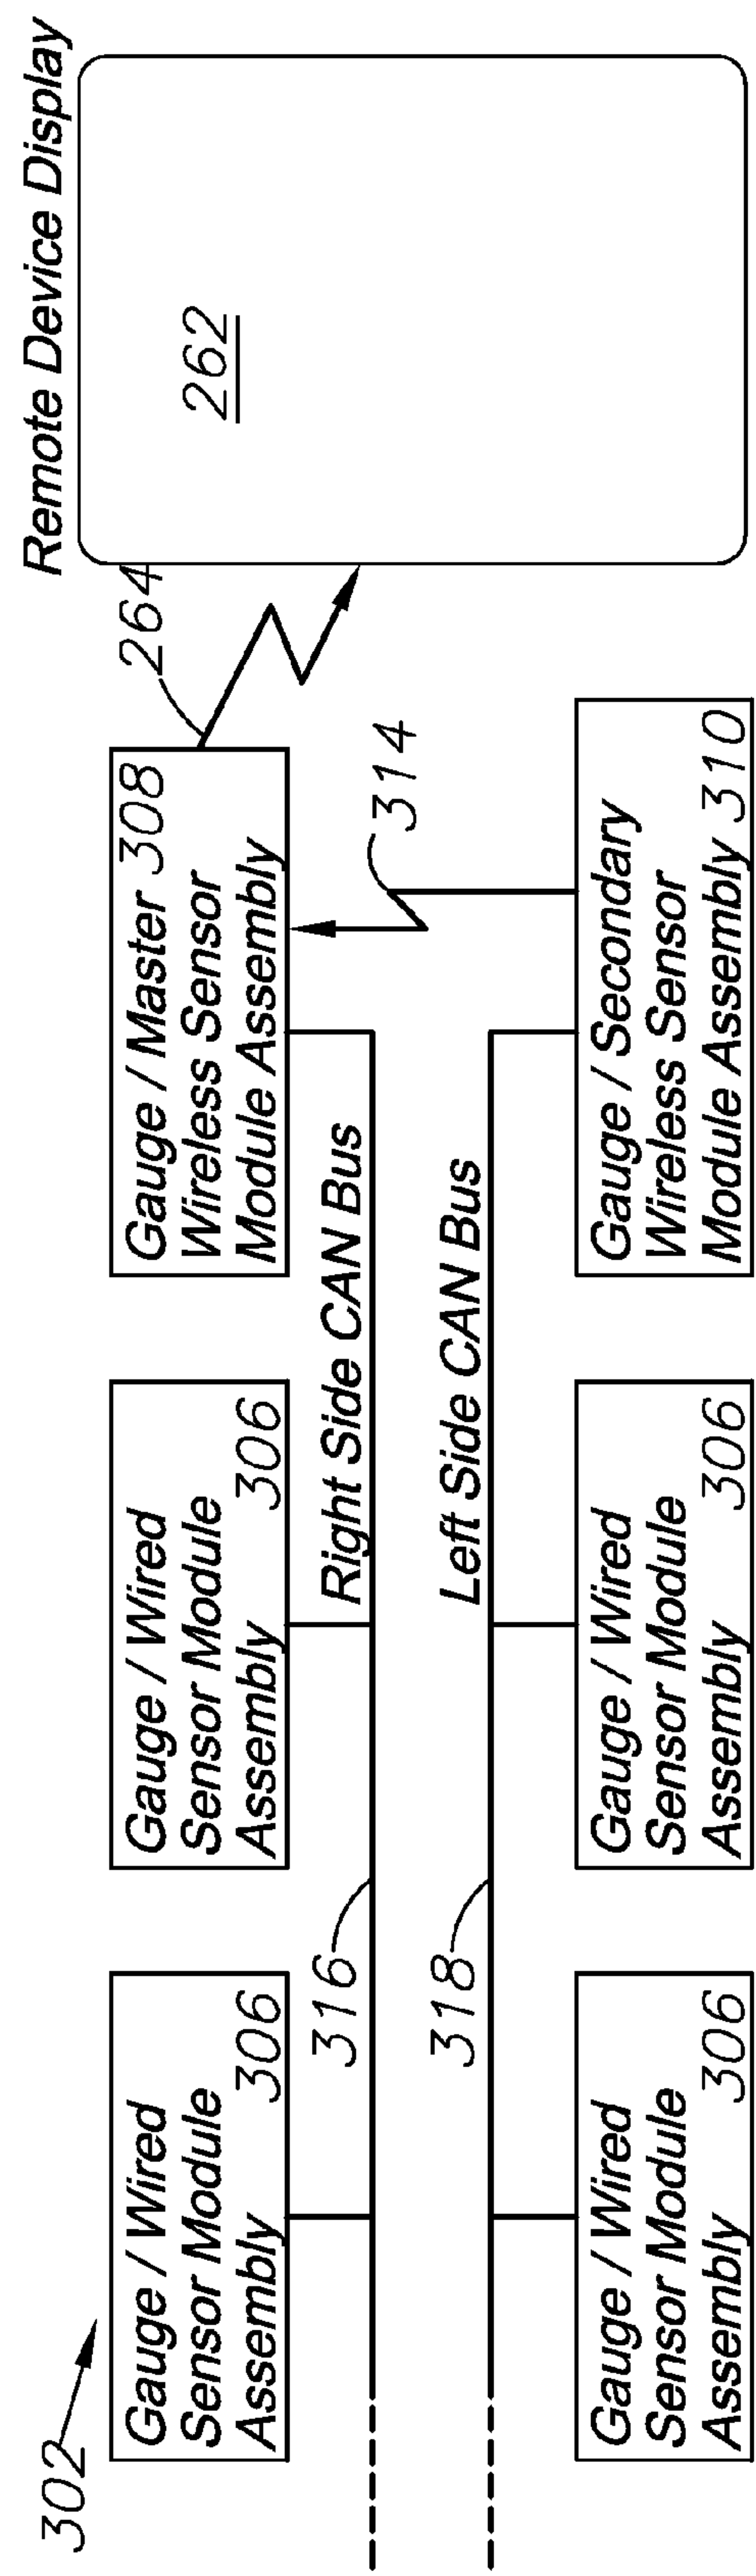 302
Gauge / Wired
Sensor Module
Assembly 306
Gauge / Wired
Sensor Module
Assembly 306
Gauge / Master 308
Wireless Sensor
Module Assembly
264
Remote Device Display
262
316
Right Side CAN Bus
314
318
Left Side CAN Bus
Gauge / Wired
Sensor Module
Assembly 306
Gauge / Wired
Sensor Module
Assembly 306
Gauge / Secondary
Wireless Sensor
Module Assembly 310